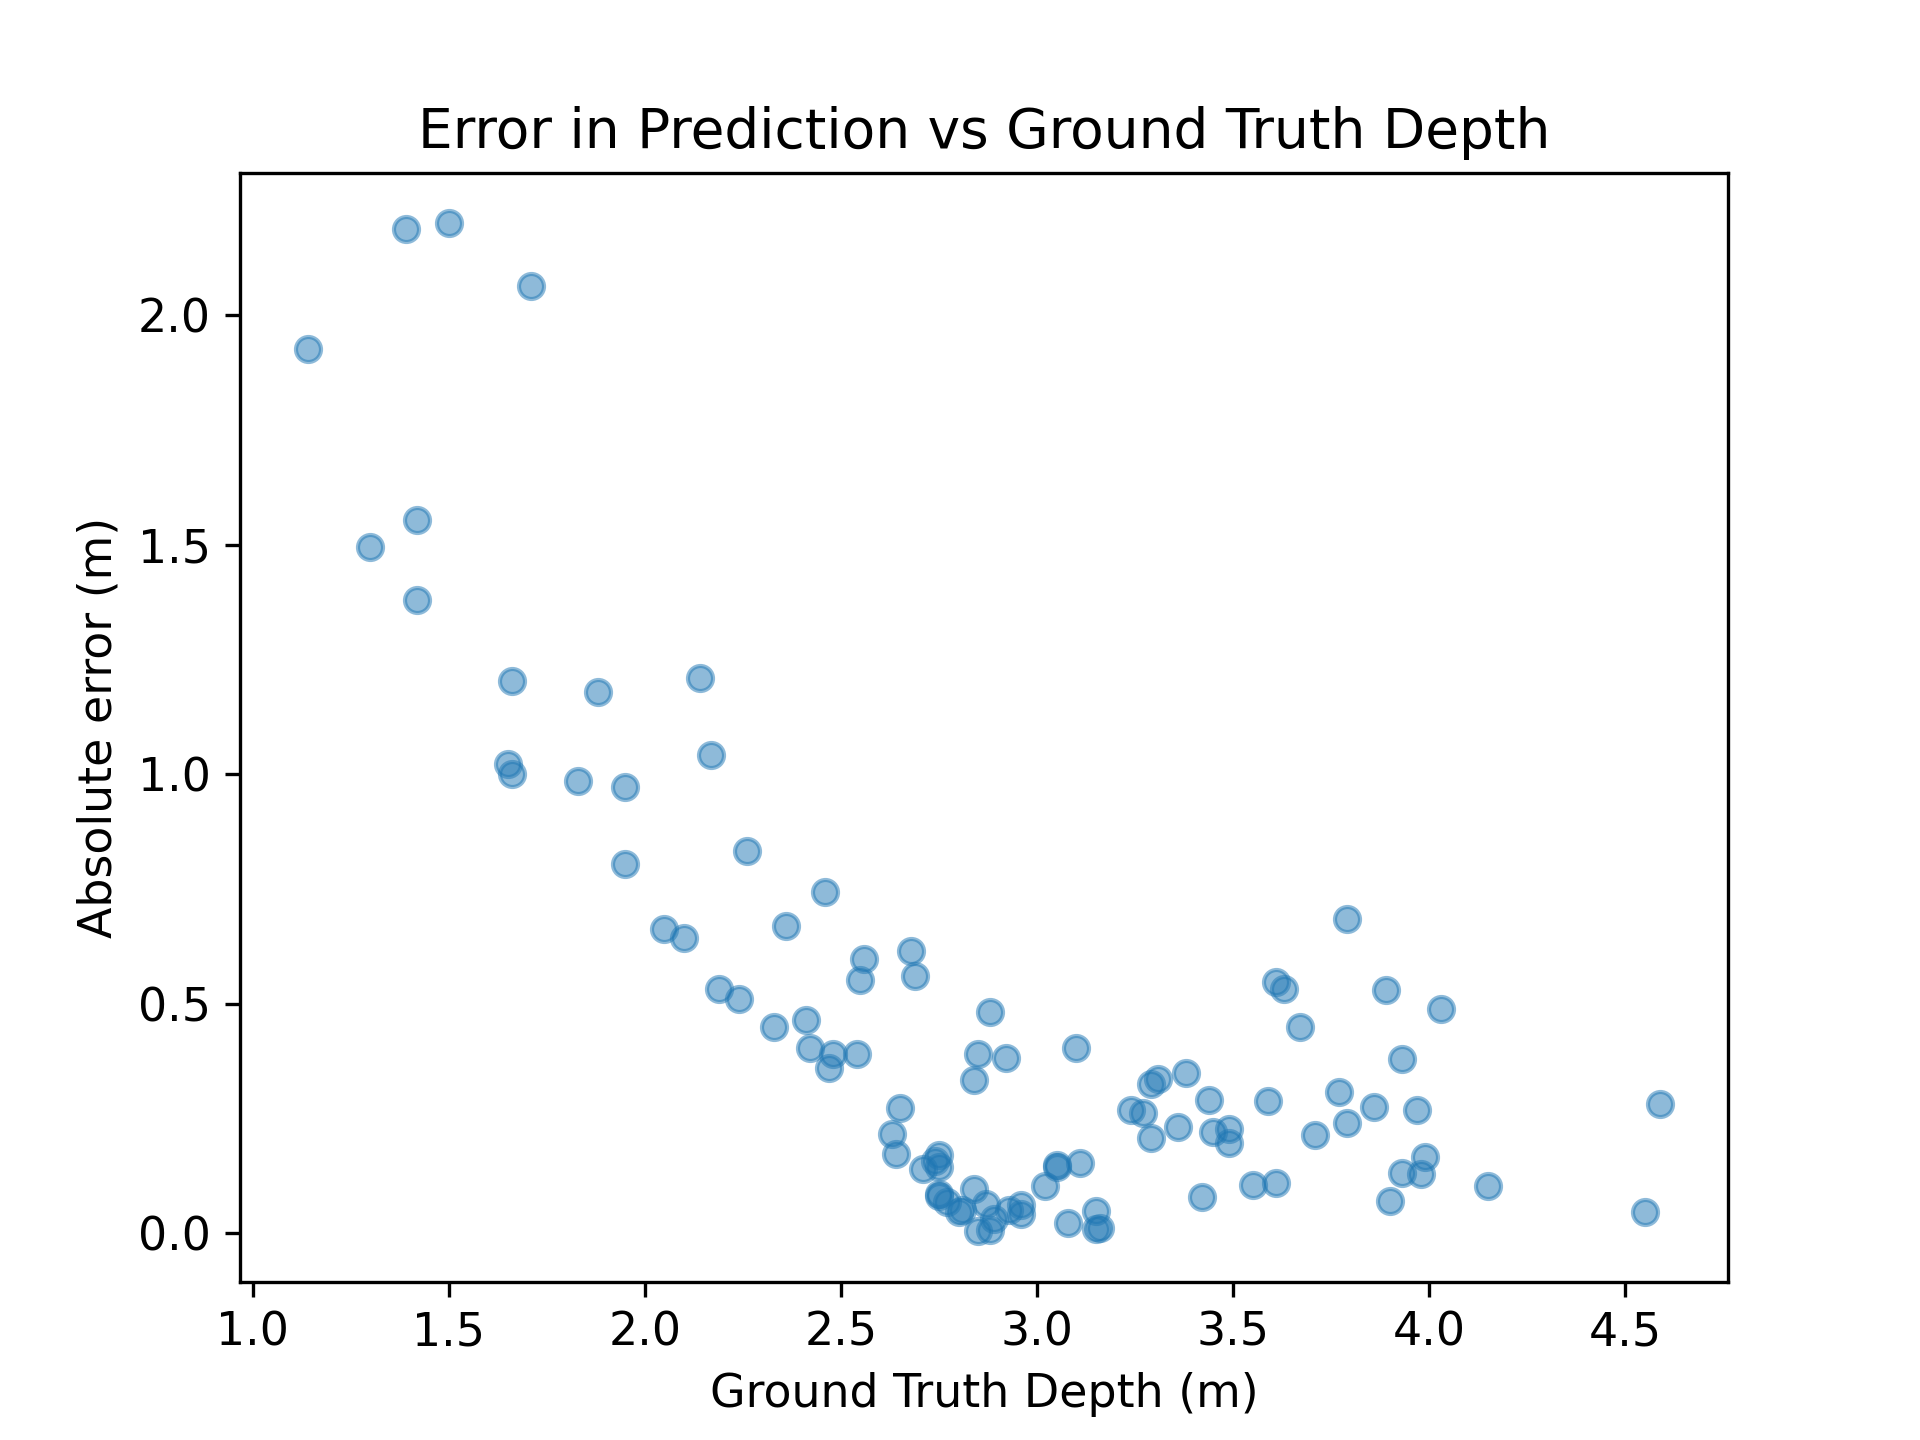 Error in Prediction vs Ground Truth Depth
Absolute error (m)
2.0
1.5
1.0
0.5
0.0
1.0 1.5 2.0 2.5 3.0 3.5 4.0 4.5
Ground Truth Depth (m)